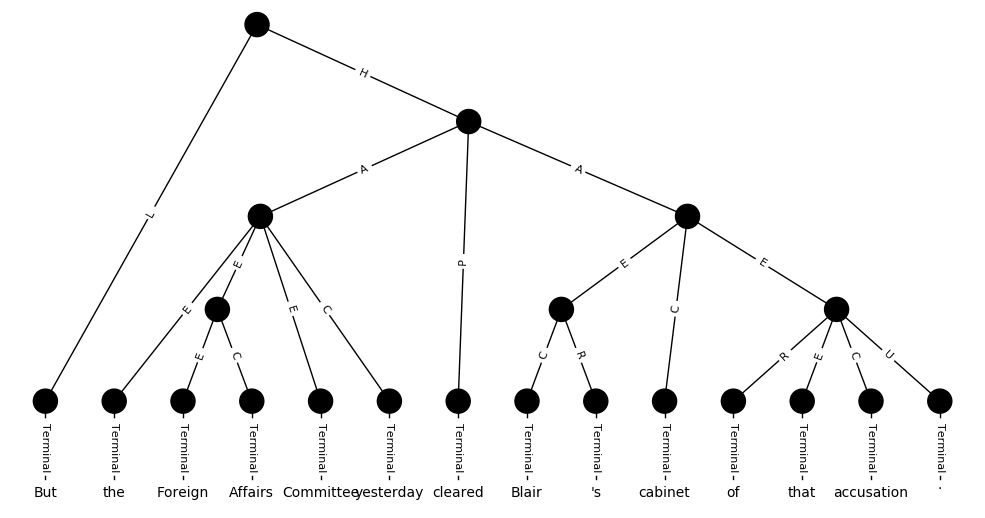 H
A A
L E P E E
E E C C
E C C R R E C U
Terminal Terminal Terminal Terminal Terminal Terminal Terminal Terminal Terminal Terminal Terminal Terminal Terminal Terminal
But the Foreign Affairs Committee yesterday cleared Blair 's cabinet of that accusation .